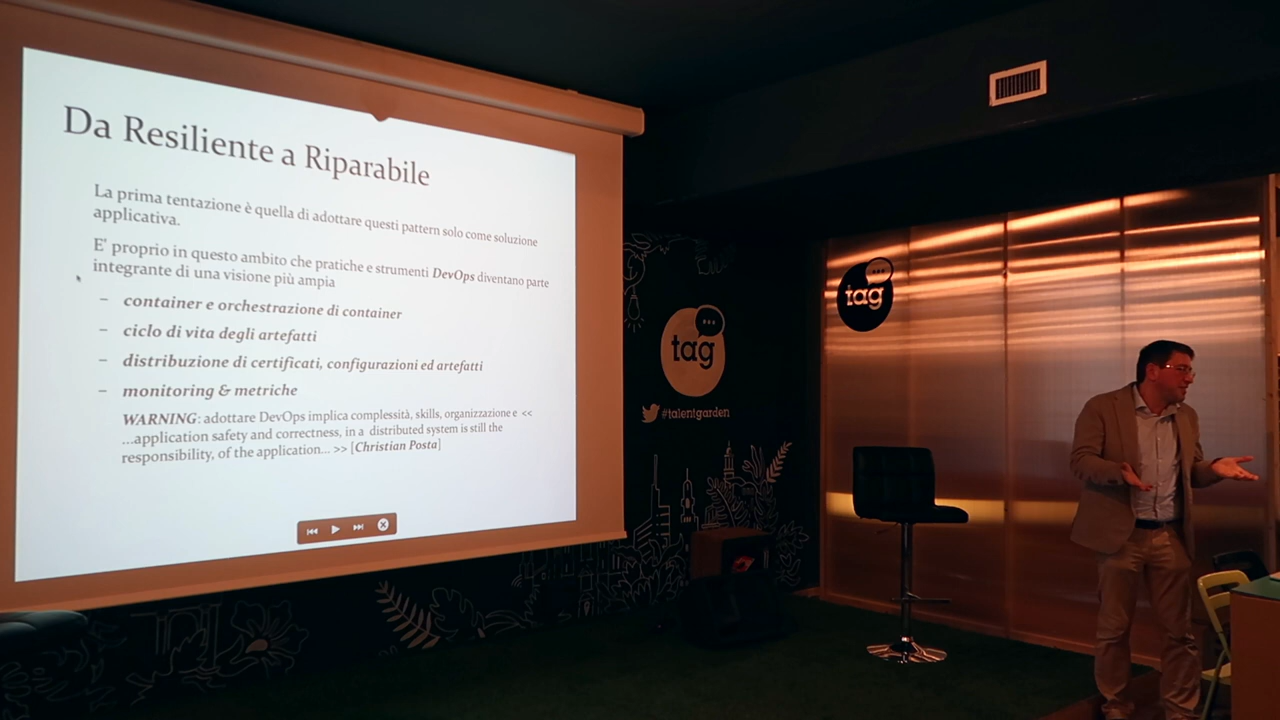 Da Resiliente a Riparabile
La prima tentazione è quella di adottare questi pattern solo come soluzione
applicativa.
E' proprio in questo ambito che pratiche e strumenti DevOps diventano parte
integrante di una visione più ampia
– container e orchestrazione di container
– ciclo di vita degli artefatti
– distribuzione di certificati, configurazioni ed artefatti
– monitoring & metriche
WARNING: adottare DevOps implica complessità, skills, organizzazione e <<
...application safety and correctness, in a distributed system is still the
responsibility, of the application... >> [Christian Posta]
tag
#talentgarden
tag